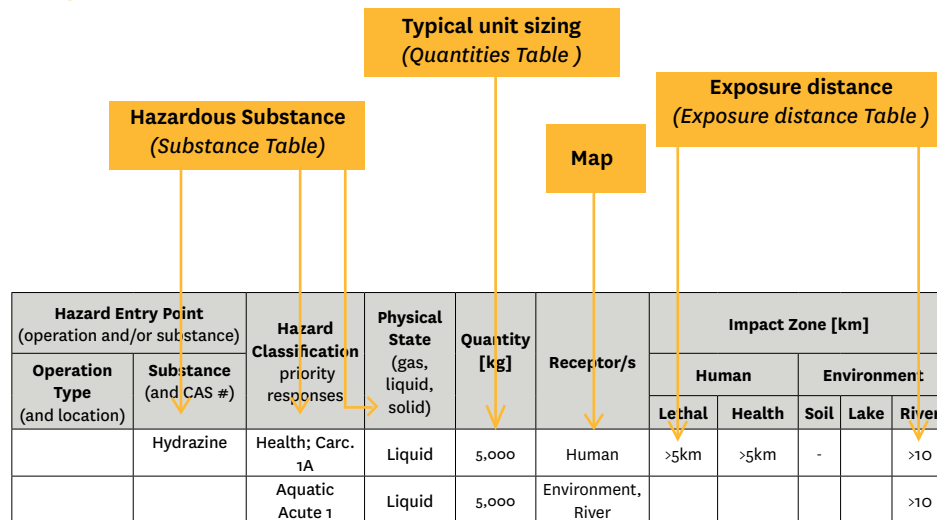 Typical unit sizing
(Quantities Table )
Hazardous Substance
(Substance Table)
Exposure distance
(Exposure distance Table )
Map
Hazard Entry Point
(operation and/or substance)
Operation
Type
(and location)
Substance
(and CAS #)
Hazard
Classification
priority
responses
Physical
State
(gas,
liquid,
solid)
Quantity
[kg]
Receptor/s
Impact Zone [km]
Human
Environment
Lethal
Health
Soil
Lake
River
Hydrazine
Health; Carc.
1A
Liquid
5,000
Human
>5km
>5km
-
>10
Aquatic
Acute 1
Liquid
5,000
Environment,
River
>10